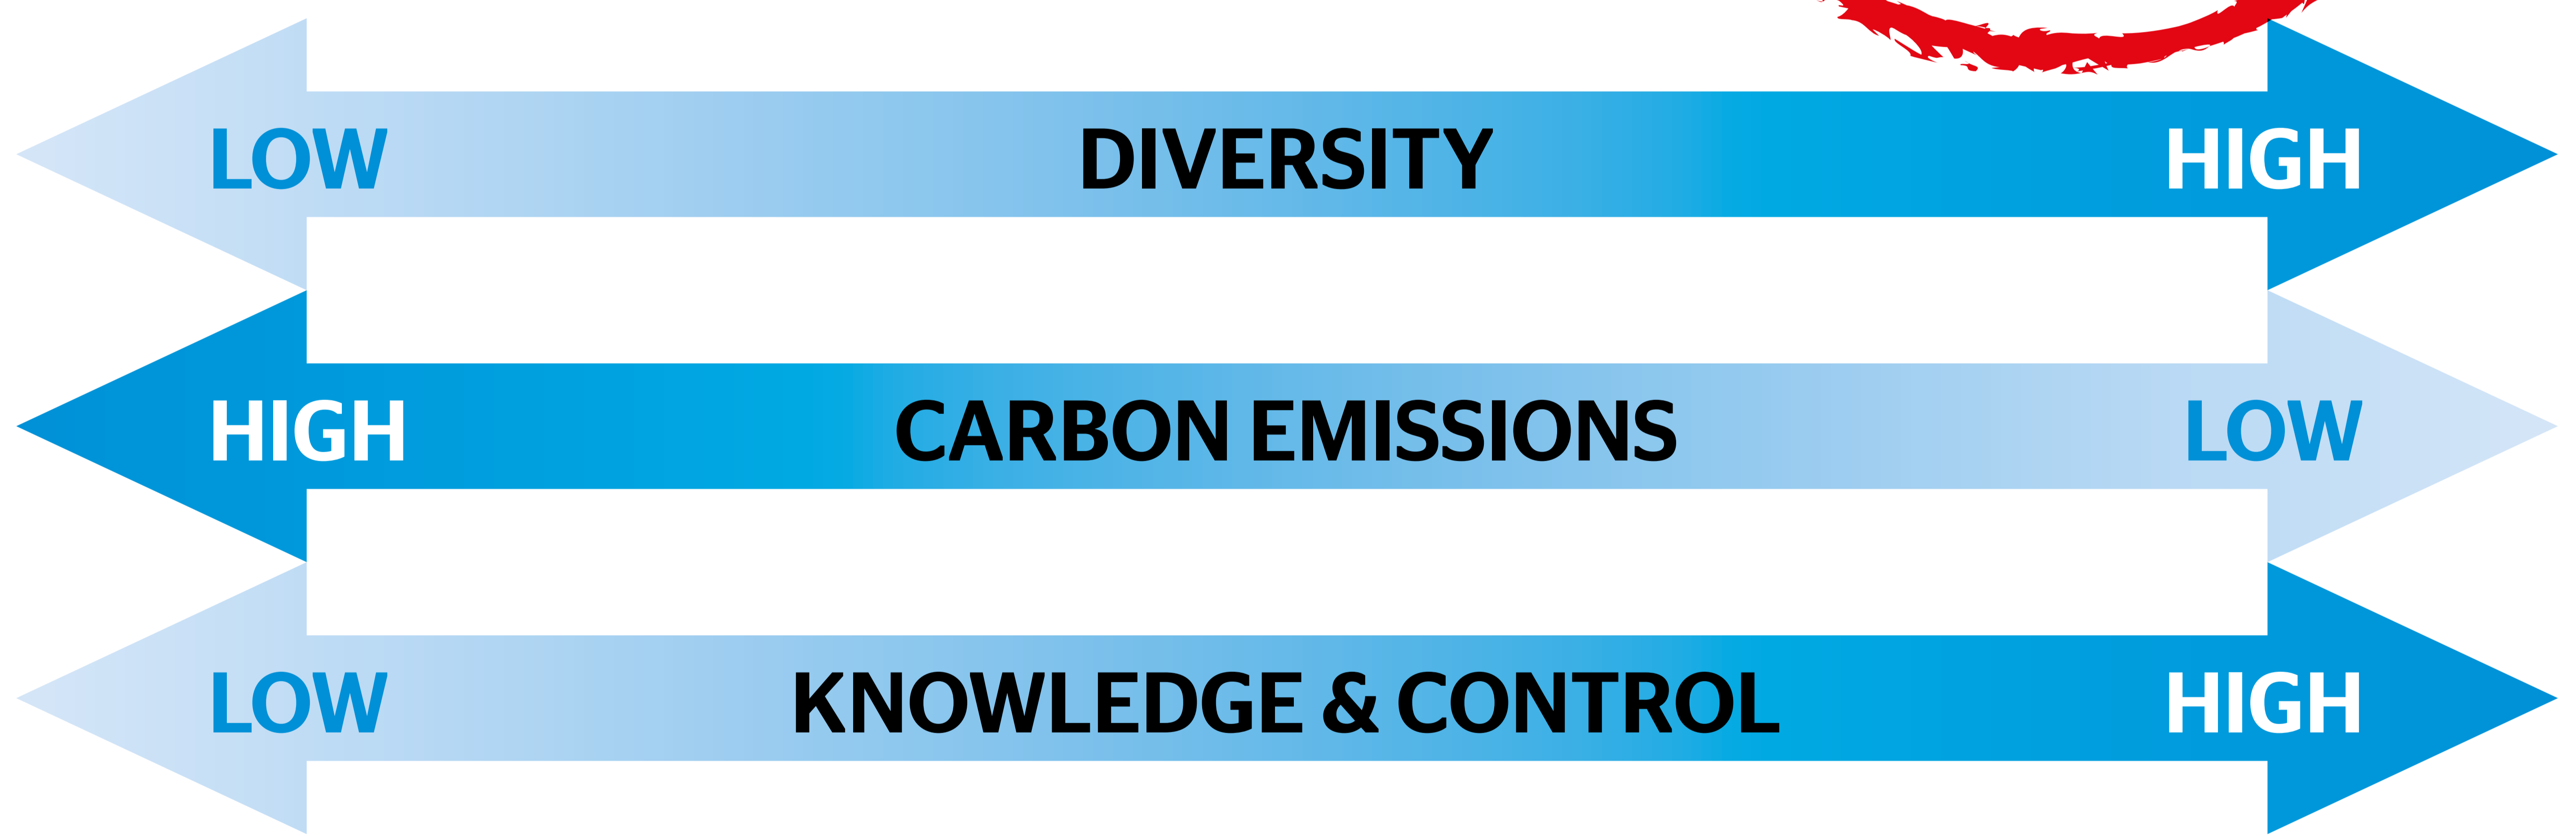 LOW DIVERSITY HIGH
HIGH CARBON EMISSIONS LOW
LOW KNOWLEDGE & CONTROL HIGH